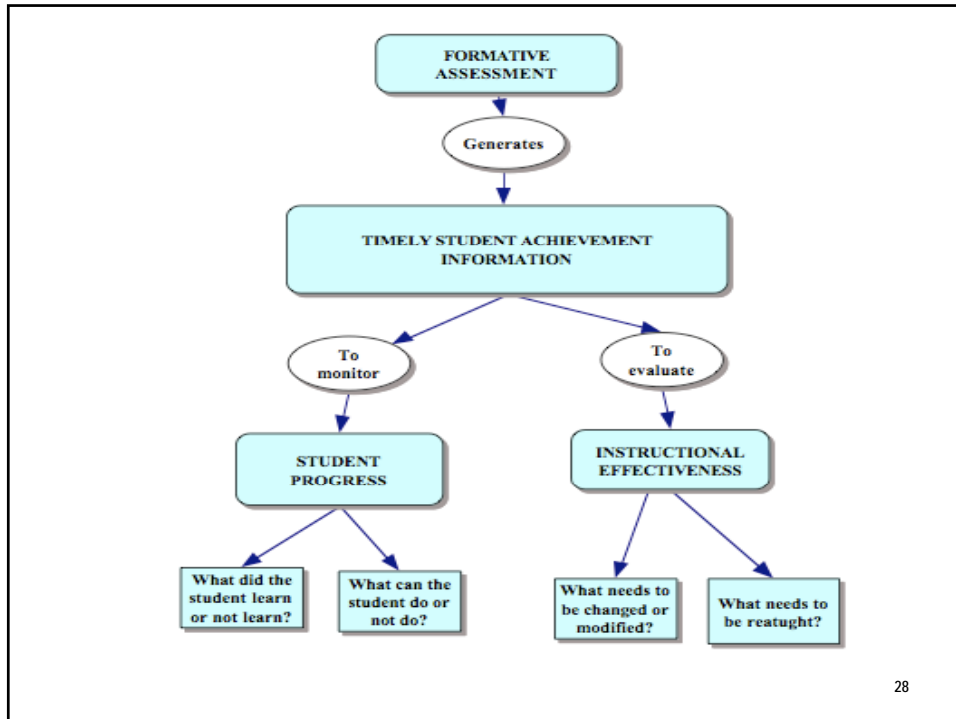 FORMATIVE
ASSESSMENT
Generates
TIMELY STUDENT ACHIEVEMENT
INFORMATION
To
monitor
To
evaluate
STUDENT
PROGRESS
INSTRUCTIONAL
EFFECTIVENESS
What did the
student learn
or not learn?
What can the
student do or
not do?
What needs to
be changed or
modified?
What needs to
be reatught?
28